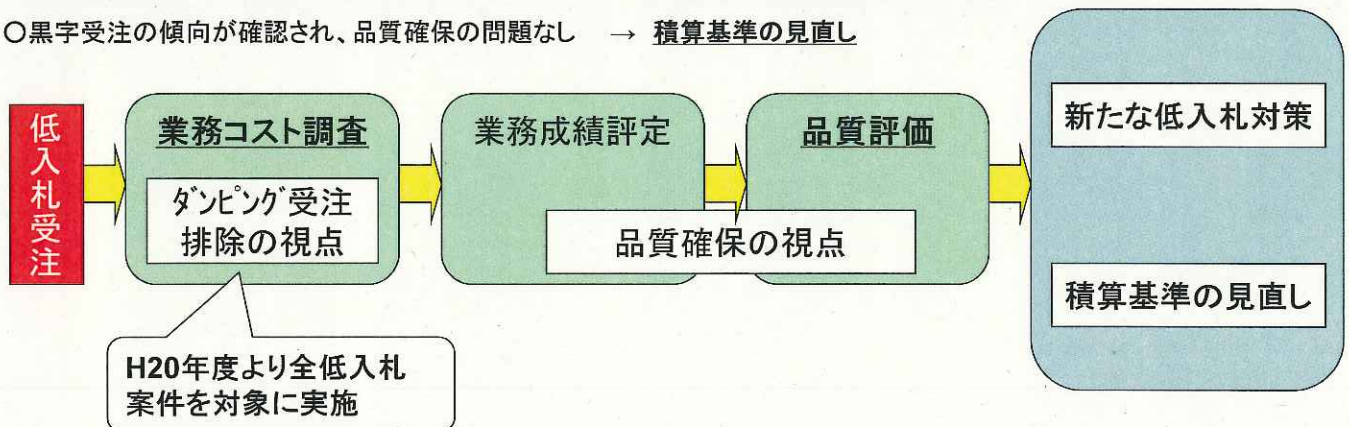 ○黒字受注の傾向が確認され、品質確保の問題なし → 積算基準の見直し
低入札受注
業務コスト調査
ダンピング受注
排除の視点
業務成績評定
品質評価
品質確保の視点
新たな低入札対策
積算基準の見直し
H20年度より全低入札
案件を対象に実施